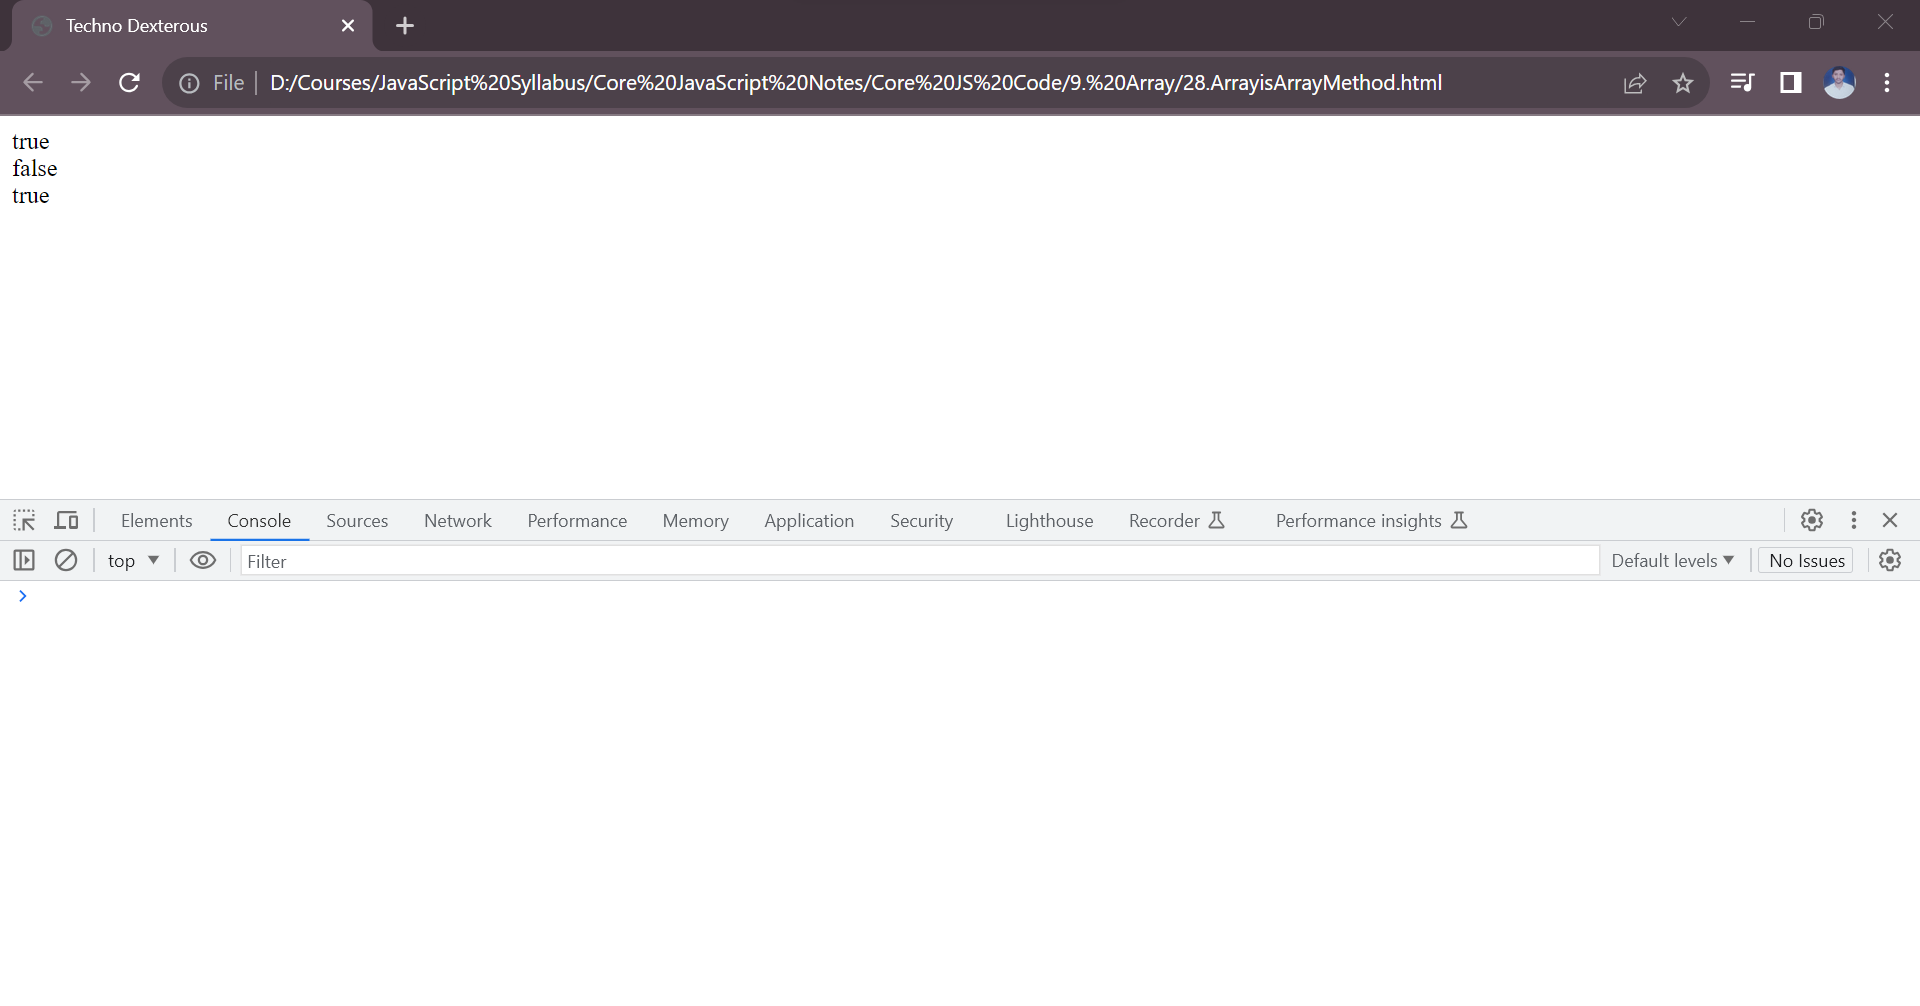 Techno Dexterous
File D:/Courses/JavaScript%20Syllabus/Core%20JavaScript%20Notes/Core%20JS%20Code/9.%20Array/28.ArrayisArrayMethod.html
true
false
true
Elements Console Sources Network Performance Memory Application Security Lighthouse Recorder Performance insights
top Filter Default levels No Issues